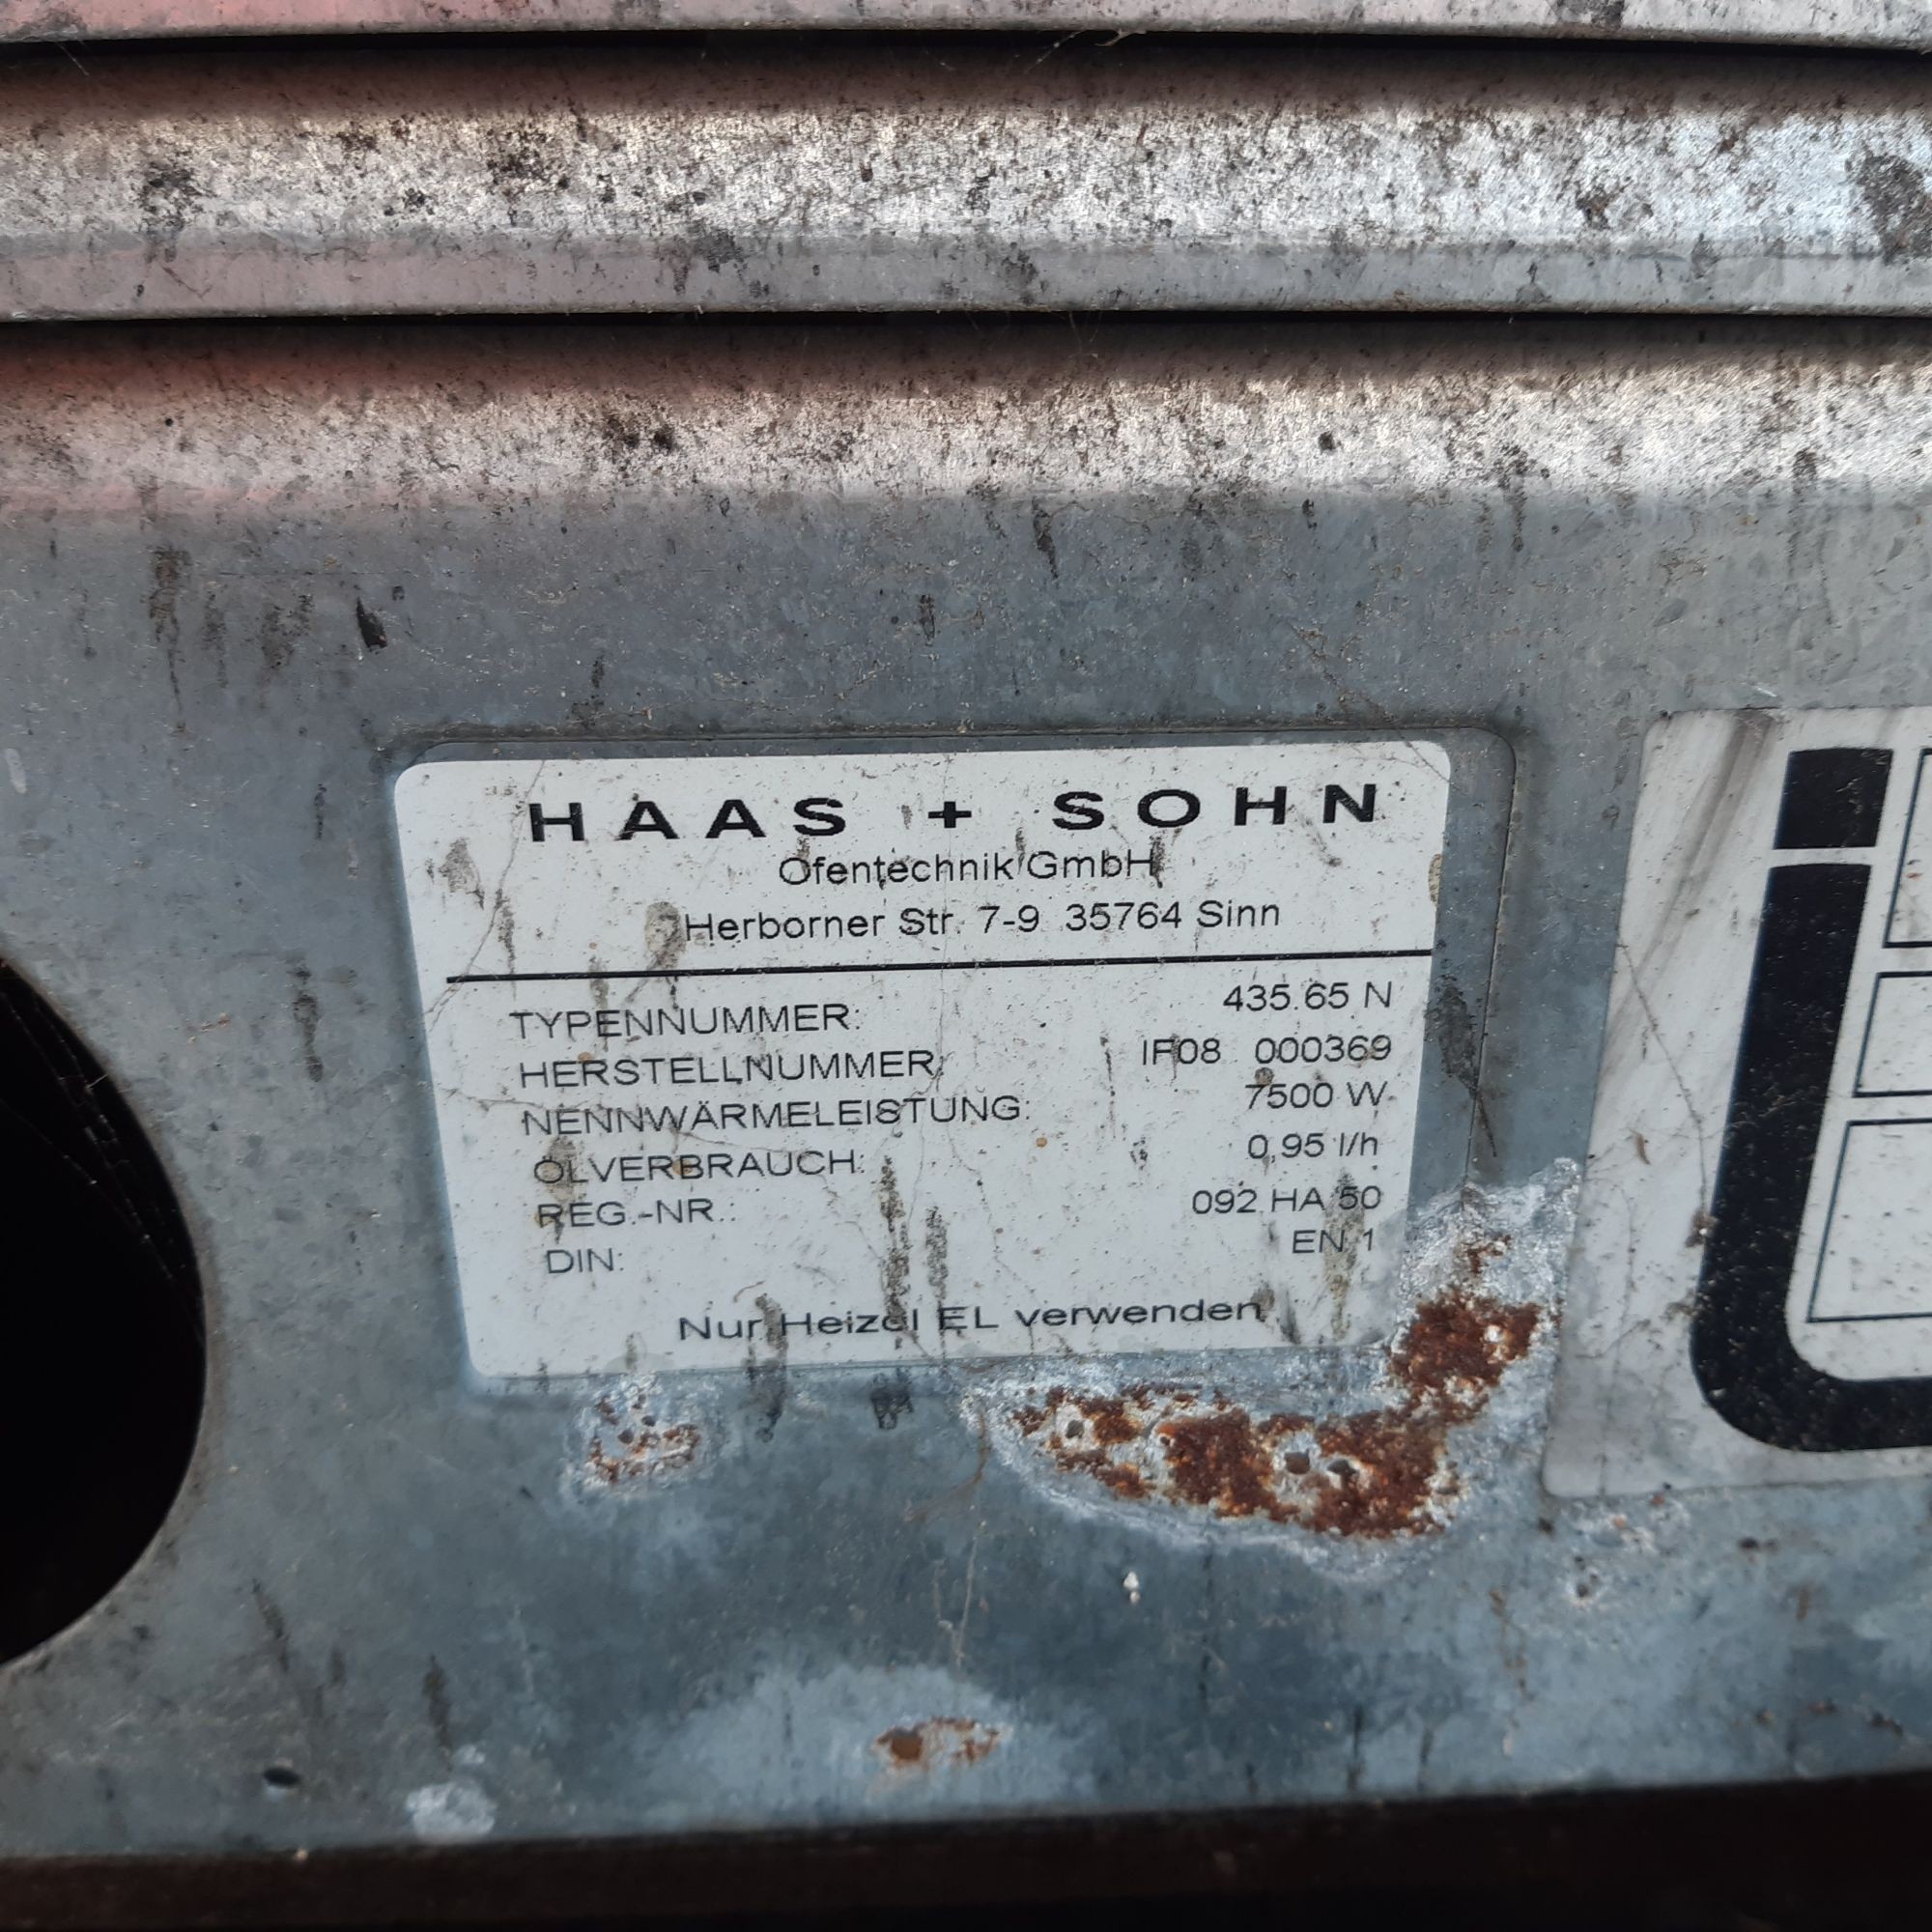 HAAS + SOHN
Ofentechnik GmbH
Herborner Str. 7-9 35764 Sinn
TYPENNUMMER: 435.65 N
HERSTELLNUMMER: IF08 000369
NENNWÄRMELEISTUNG: 7500 W
ÖLVERBRAUCH: 0,95 l/h
REG.-NR.: 092 HA 50
DIN: EN 1
Nur Heizöl EL verwenden